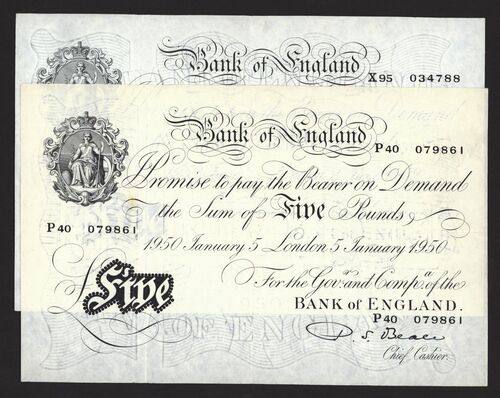 Bank of England
X95 034788
Bank of England
P40 079861
I Promise to pay the Bearer on Demand
the Sum of Five Pounds
P40 079861
1950 January 5 London 5 January 1950
For the Govr. and Compa. of the
£Five
BANK of ENGLAND.
P40 079861
OF ENG
P. S. Beale
Chief Cashier.